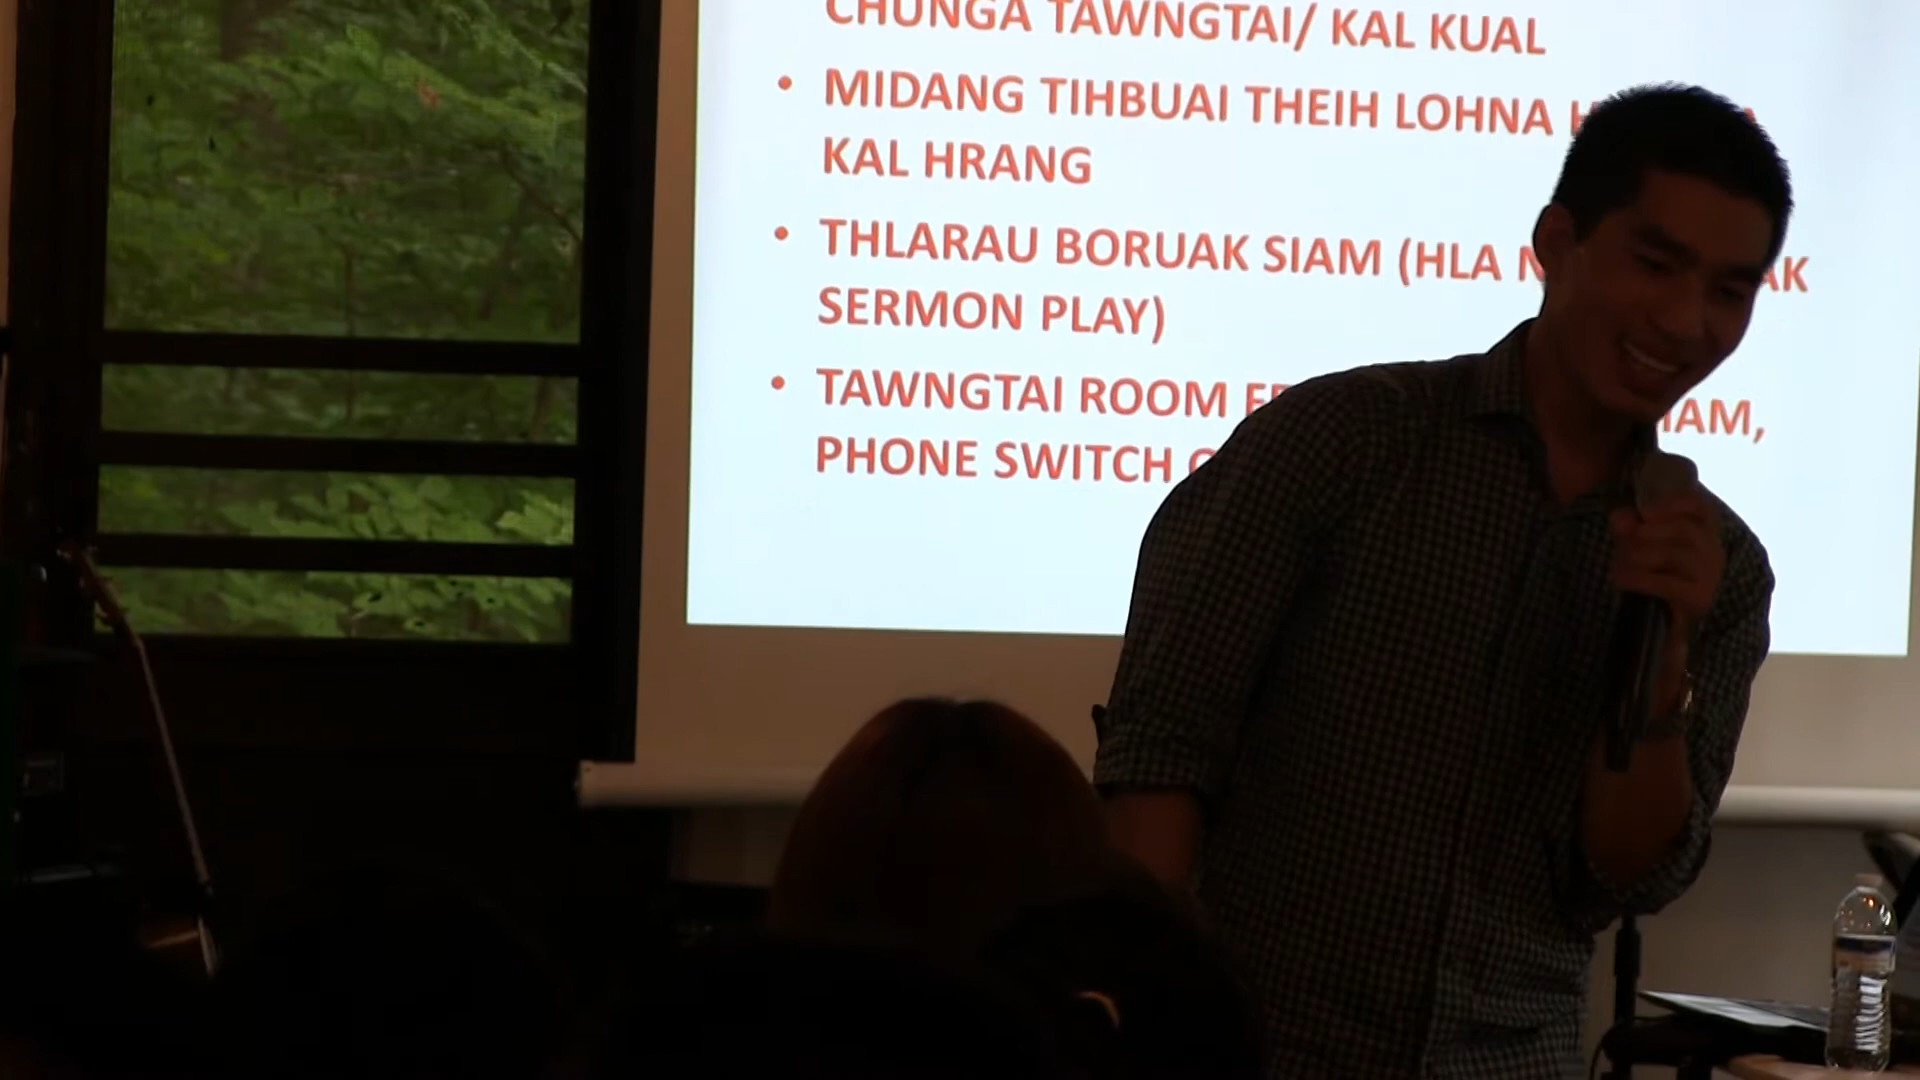 CHUNGA TAWNGTAI/ KAL KUAL
• MIDANG TIHBUAI THEIH LOHNA
KAL HRANG
• THLARAU BORUAK SIAM (HLA
SERMON PLAY)
• TAWNGTAI ROOM
PHONE SWITCH